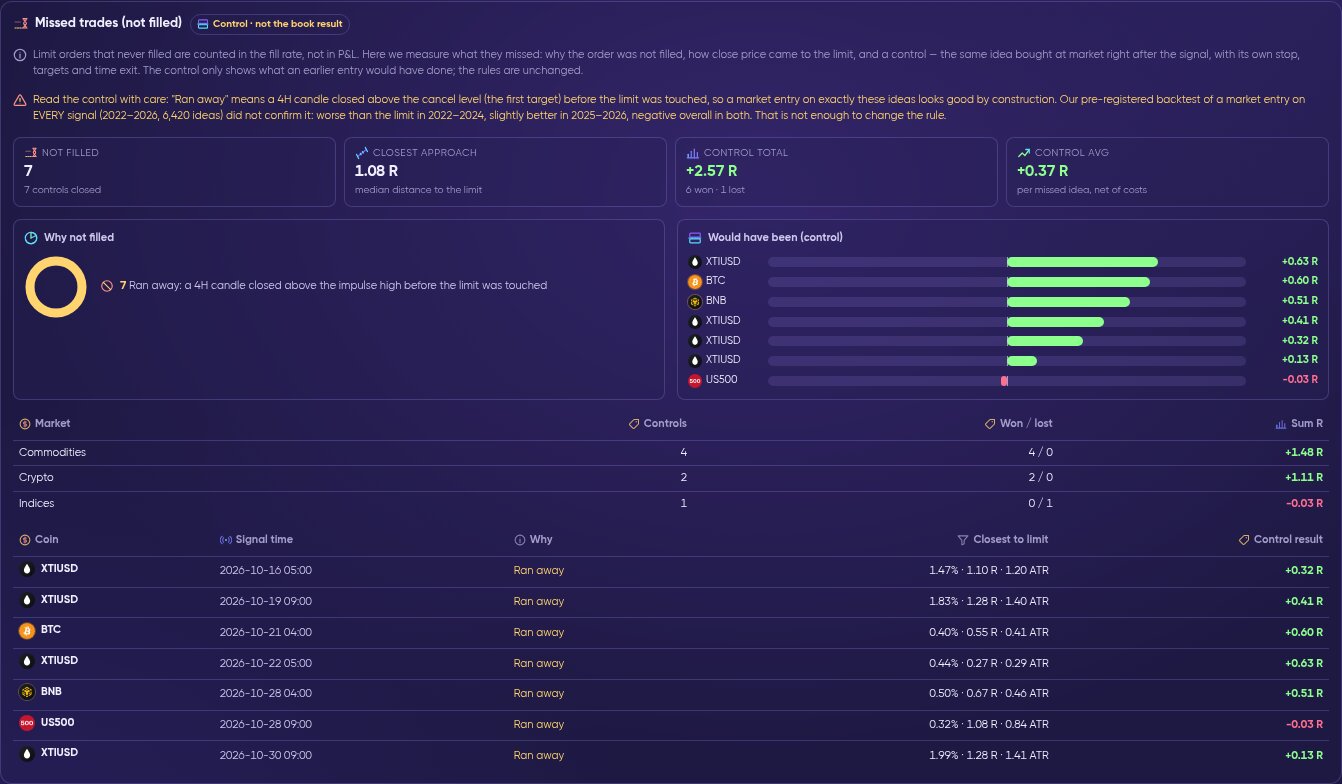 Missed trades (not filled) Control · not the book result
Limit orders that never filled are counted in the fill rate, not in P&L. Here we measure what they missed: why the order was not filled, how close price came to the limit, and a control — the same idea bought at market right after the signal, with its own stop,
targets and time exit. The control only shows what an earlier entry would have done; the rules are unchanged.
Read the control with care: "Ran away" means a 4H candle closed above the cancel level (the first target) before the limit was touched, so a market entry on exactly these ideas looks good by construction. Our pre-registered backtest of a market entry on
EVERY signal (2022–2026, 6,420 ideas) did not confirm it: worse than the limit in 2022–2024, slightly better in 2025–2026, negative overall in both. That is not enough to change the rule.
NOT FILLED
7
7 controls closed
CLOSEST APPROACH
1.08 R
median distance to the limit
CONTROL TOTAL
+2.57 R
6 won · 1 lost
CONTROL AVG
+0.37 R
per missed idea, net of costs
Why not filled
7 Ran away: a 4H candle closed above the impulse high before the limit was touched
Would have been (control)
XTIUSD +0.63 R
BTC +0.60 R
BNB +0.51 R
XTIUSD +0.41 R
XTIUSD +0.32 R
XTIUSD +0.13 R
500 US500 -0.03 R
Market Controls Won / lost Sum R
Commodities 4 4 / 0 +1.48 R
Crypto 2 2 / 0 +1.11 R
Indices 1 0 / 1 -0.03 R
Coin Signal time Why Closest to limit Control result
XTIUSD 2026-10-16 05:00 Ran away 1.47% · 1.10 R · 1.20 ATR +0.32 R
XTIUSD 2026-10-19 09:00 Ran away 1.83% · 1.28 R · 1.40 ATR +0.41 R
BTC 2026-10-21 04:00 Ran away 0.40% · 0.55 R · 0.41 ATR +0.60 R
XTIUSD 2026-10-22 05:00 Ran away 0.44% · 0.27 R · 0.29 ATR +0.63 R
BNB 2026-10-28 04:00 Ran away 0.50% · 0.67 R · 0.46 ATR +0.51 R
500 US500 2026-10-28 09:00 Ran away 0.32% · 1.08 R · 0.84 ATR -0.03 R
XTIUSD 2026-10-30 09:00 Ran away 1.99% · 1.28 R · 1.41 ATR +0.13 R